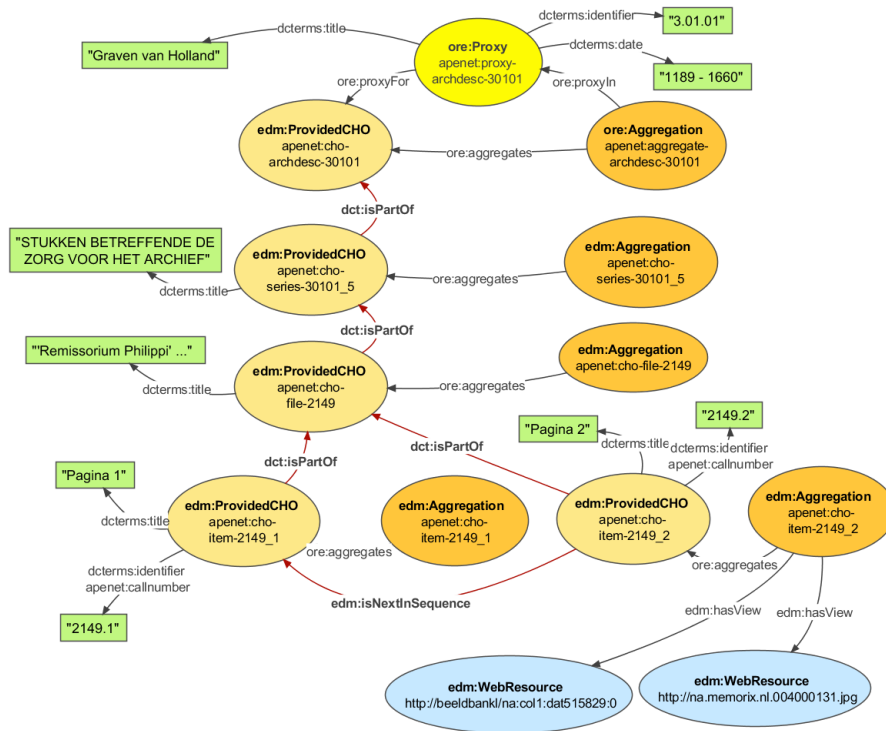 dcterms:title
dcterms:identifier
"3.01.01"
"Graven van Holland"
ore:Proxy
apenet:proxy-
archdesc-30101
dcterms:date
"1189 - 1660"
ore:proxyFor
ore:proxyIn
edm:ProvidedCHO
apenet:cho-
archdesc-30101
ore:aggregates
ore:Aggregation
apenet:aggregate-
archdesc-30101
dct:isPartOf
"STUKKEN BETREFFENDE DE
ZORG VOOR HET ARCHIEF"
dcterms:title
edm:ProvidedCHO
apenet:cho-
series-30101_5
ore:aggregates
edm:Aggregation
apenet:cho-
series-30101_5
dct:isPartOf
"'Remissorium Philippi' ..."
dcterms:title
edm:ProvidedCHO
apenet:cho-
file-2149
ore:aggregates
edm:Aggregation
apenet:cho-file-2149
dct:isPartOf
dct:isPartOf
"Pagina 2"
dcterms:title
"2149.2"
dcterms:identifier
apenet:callnumber
"Pagina 1"
dcterms:title
edm:ProvidedCHO
apenet:cho-
item-2149_1
ore:aggregates
edm:Aggregation
apenet:cho-
item-2149_1
edm:ProvidedCHO
apenet:cho-
item-2149_2
edm:Aggregation
apenet:cho-
item-2149_2
ore:aggregates
dcterms:identifier
apenet:callnumber
"2149.1"
edm:isNextInSequence
edm:hasView
edm:hasView
edm:WebResource
http://beeldbankl/na:col1:dat515829:0
edm:WebResource
http://na.memorix.nl.004000131.jpg